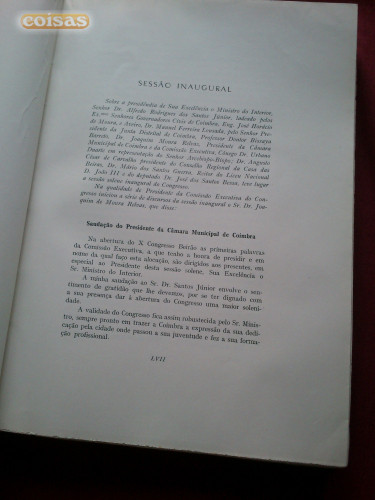 coisas
SESSÃO INAUGURAL
Sobre a presidência de Sua Excelência o Ministro do Interior,
Senhor Dr. Alfredo Rodrigues dos Santos Júnior, ladeado pelos
Ex.mos Senhores Governadores Civis de Coimbra, Eng. José Horácio
de Moura, e Aveiro, Dr. Manuel Ferreira Louzada, pelo Senhor Pre-
sidente da Junta Distrital de Coimbra, Professor Doutor Bissaya
Barreto, Dr. Joaquim Moura Relvas, Presidente da Câmara
Municipal de Coimbra e da Comissão Executiva, Cónego Dr. Urbano
Duarte em representação do Senhor Arcebispo-Bispo, Dr. Augusto
César de Carvalho presidente do Conselho Regional da Casa das
Beiras, Dr. Mário dos Santos Guerra, Reitor do Liceu Nacional
D. João III e do deputado Dr. José dos Santos Bessa, teve lugar
a sessão solene inaugural do Congresso.
Na qualidade de Presidente da Comissão Executiva do Con-
gresso iniciou a série de discursos da sessão inaugural o Sr. Dr. Joa-
quim de Moura Relvas, que disse:
Saudação do Presidente da Câmara Municipal de Coimbra
Na abertura do X Congresso Beirão as primeiras palavras
da Comissão Executiva, a que tenho a honra de presidir e em
nome da qual faço esta alocução, são dirigidas aos presentes, em
especial ao Presidente desta sessão solene, Sua Excelência o
Sr. Ministro do Interior.
A minha saudação ao Sr. Dr. Santos Júnior envolve o sen-
timento de gratidão que lhe devemos, por se ter dignado com
a sua presença dar à abertura do Congresso uma maior soleni-
dade.
A validade do Congresso fica assim robustecida pelo Sr. Minis-
tro, sempre pronto em trazer a Coimbra a expressão da sua dedi-
cação pela cidade onde passou a sua juventude e fez a sua forma-
ção profissional.
LVII